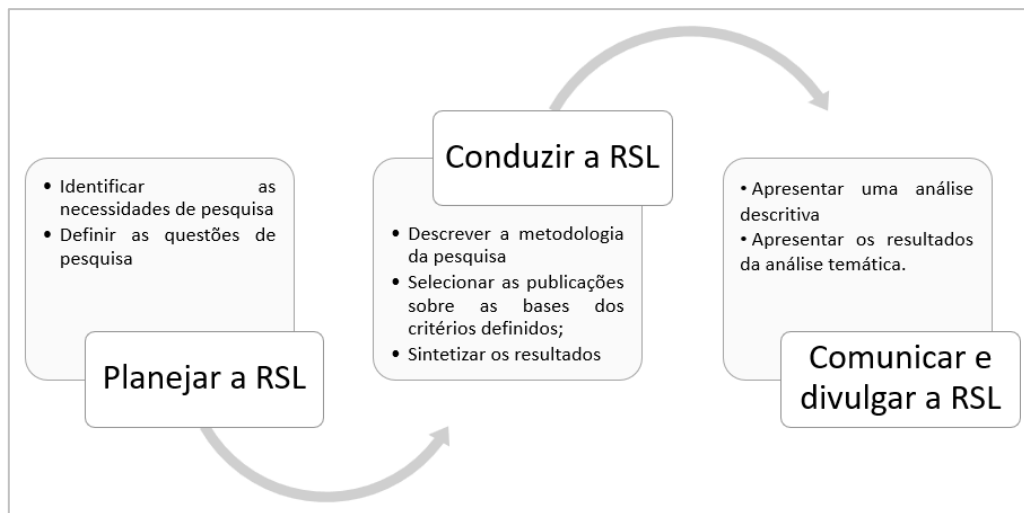 • Identificar as
necessidades de pesquisa
• Definir as questões de
pesquisa
Planejar a RSL
Conduzir a RSL
• Descrever a metodologia
da pesquisa
• Selecionar as publicações
sobre as bases dos
critérios definidos;
• Sintetizar os resultados
• Apresentar uma análise
descritiva
• Apresentar os resultados
da análise temática.
Comunicar e
divulgar a RSL